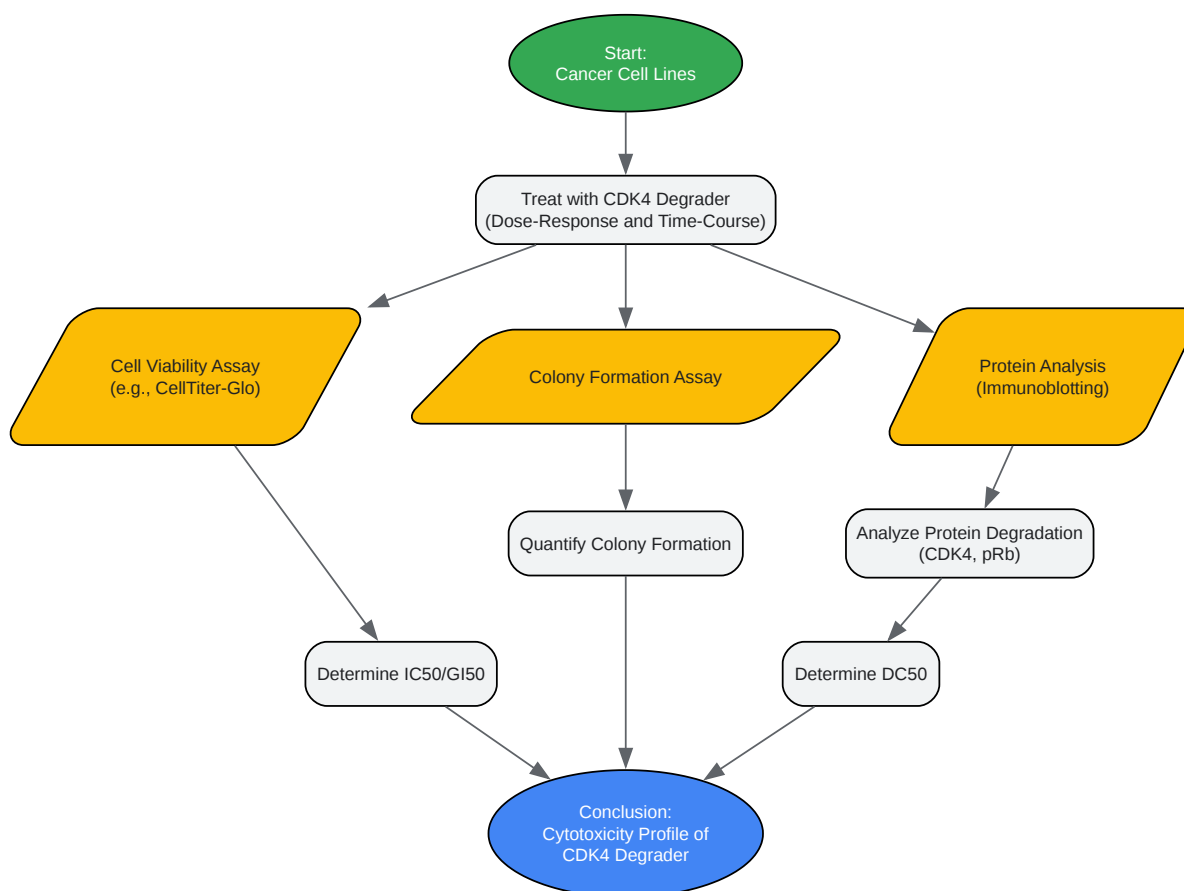 Start:
Cancer Cell Lines
Treat with CDK4 Degrader
(Dose-Response and Time-Course)
Cell Viability Assay
(e.g., CellTiter-Glo)
Colony Formation Assay
Protein Analysis
(Immunoblotting)
Quantify Colony Formation
Analyze Protein Degradation
(CDK4, pRb)
Determine IC50/GI50
Determine DC50
Conclusion:
Cytotoxicity Profile of
CDK4 Degrader